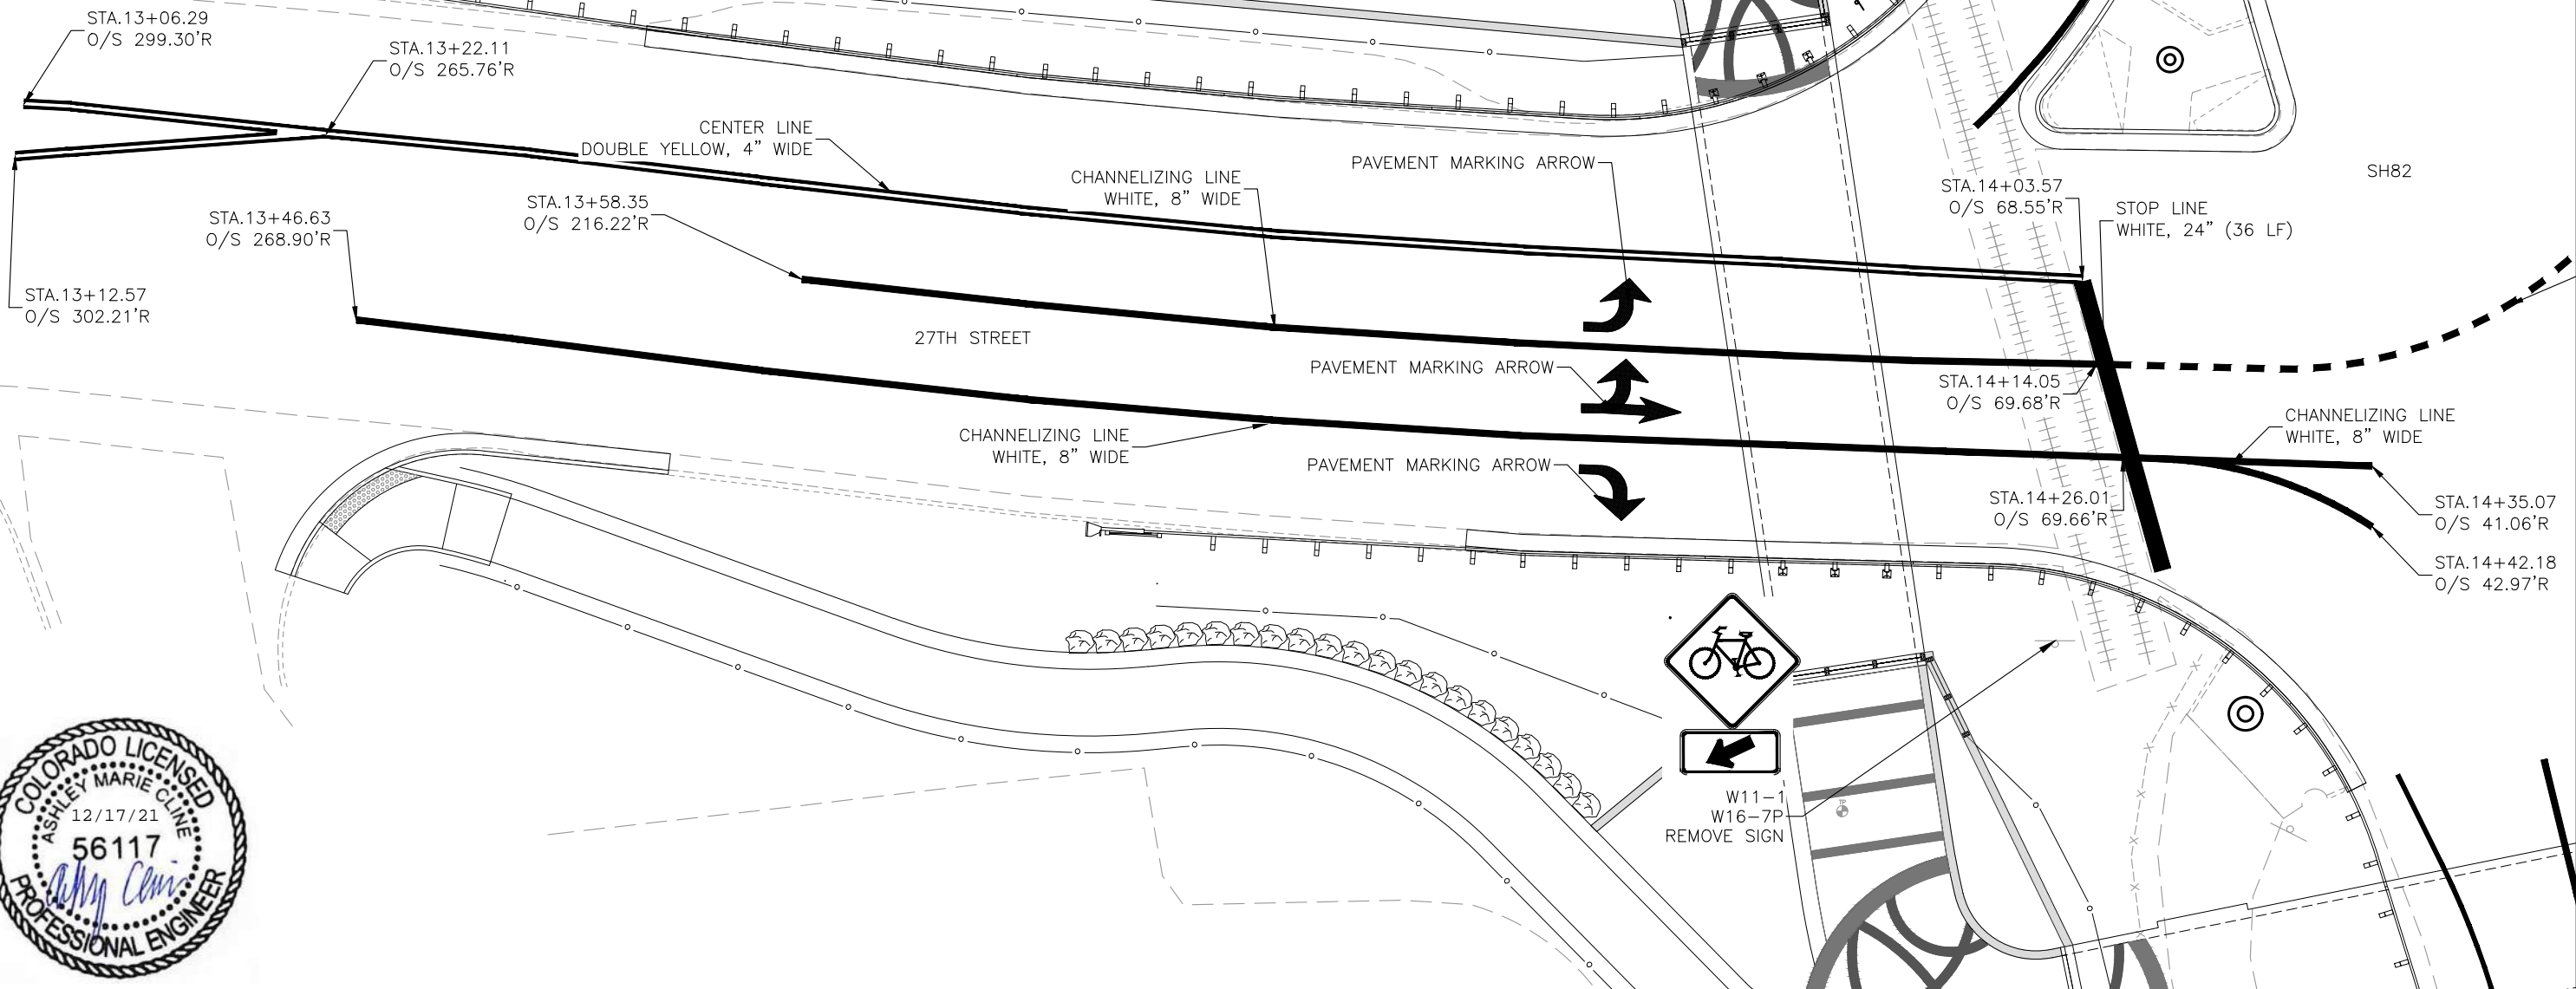 STA.13+06.29
O/S 299.30'R
STA.13+22.11
O/S 265.76'R
CENTER LINE
DOUBLE YELLOW, 4" WIDE
CHANNELIZING LINE
WHITE, 8" WIDE
PAVEMENT MARKING ARROW
SH82
STA.14+03.57
O/S 68.55'R
STOP LINE
WHITE, 24" (36 LF)
STA.13+46.63
O/S 268.90'R
STA.13+58.35
O/S 216.22'R
STA.13+12.57
O/S 302.21'R
27TH STREET
PAVEMENT MARKING ARROW
STA.14+14.05
O/S 69.68'R
CHANNELIZING LINE
WHITE, 8" WIDE
PAVEMENT MARKING ARROW
CHANNELIZING LINE
WHITE, 8" WIDE
STA.14+26.01
O/S 69.66'R
STA.14+35.07
O/S 41.06'R
STA.14+42.18
O/S 42.97'R
W11-1
W16-7P
REMOVE SIGN
TP
COLORADO LICENSED
ASHLEY MARIE CLINE
12/17/21
56117
PROFESSIONAL ENGINEER